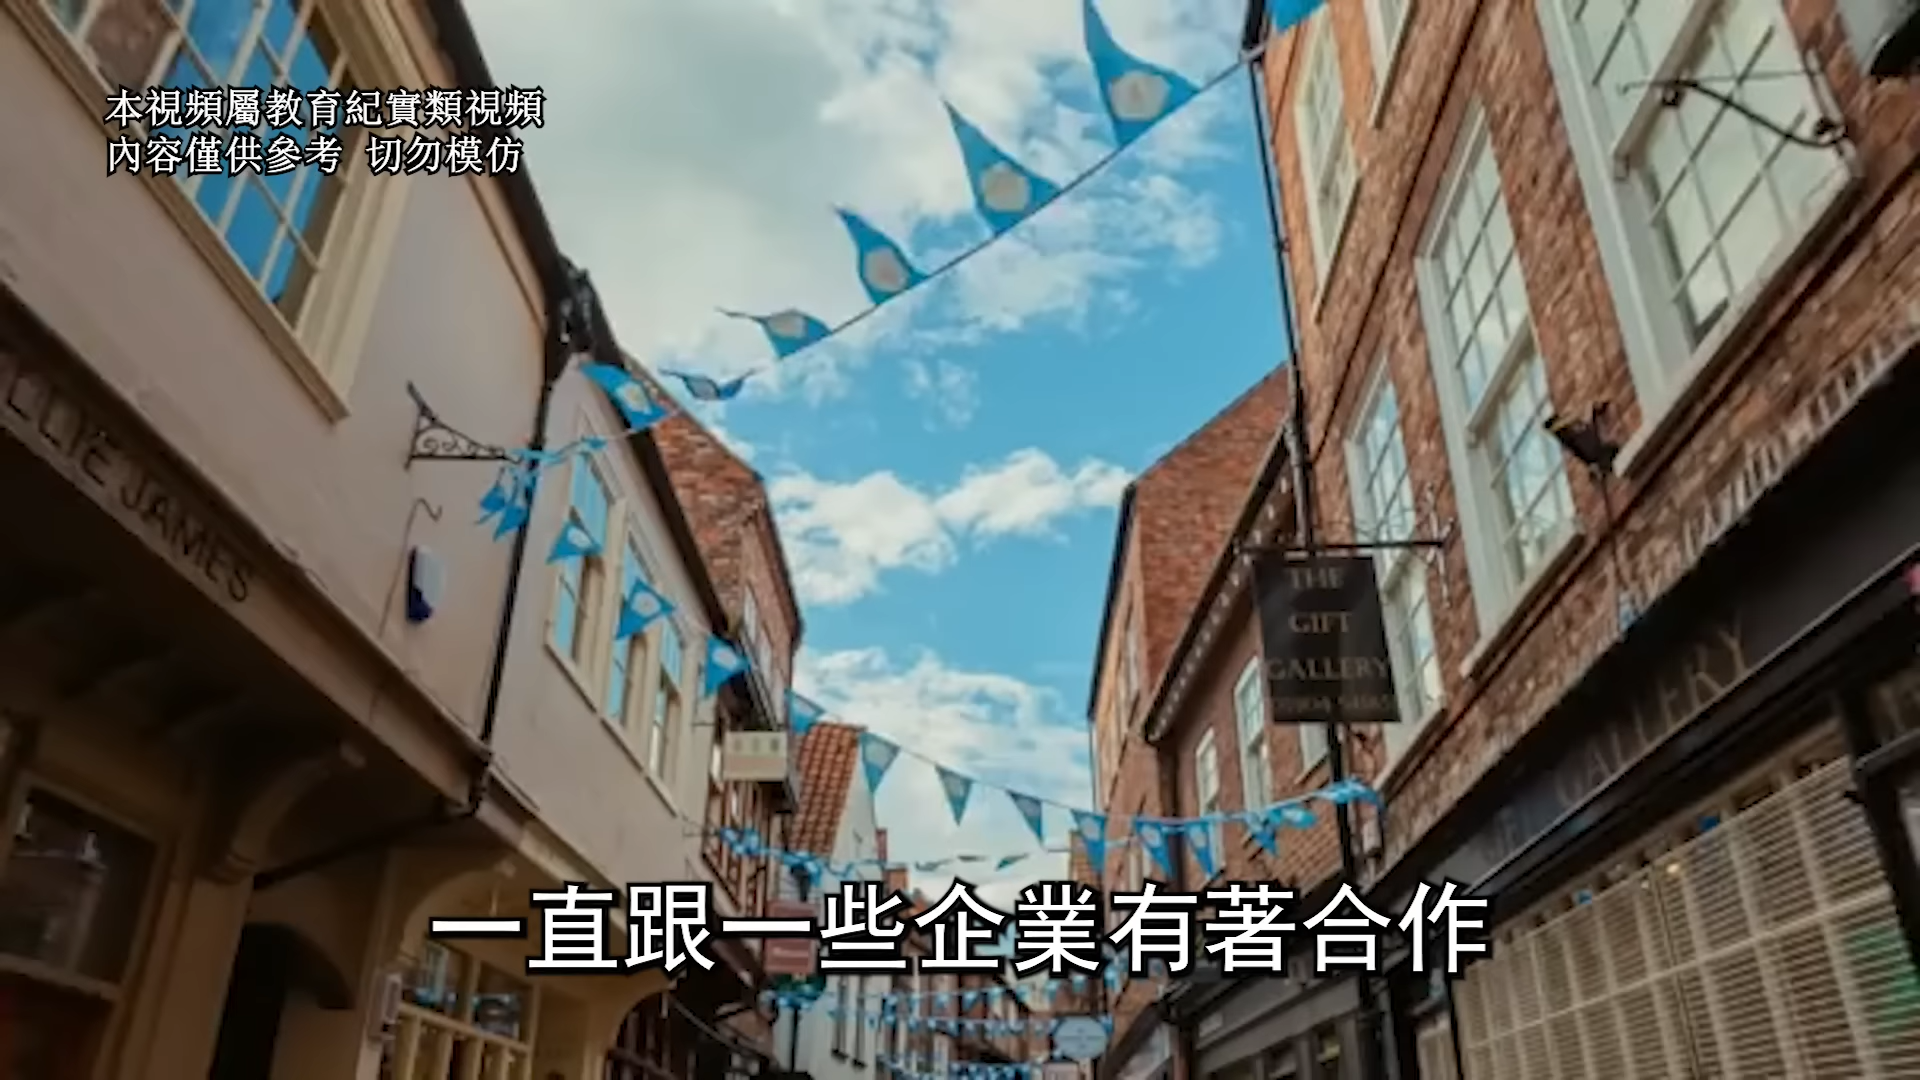 本視頻屬教育紀實類視頻
內容僅供參考 切勿模仿
JAMES
THE
GIFT
GALLERY
GALLERY
一直跟一些企業有著合作